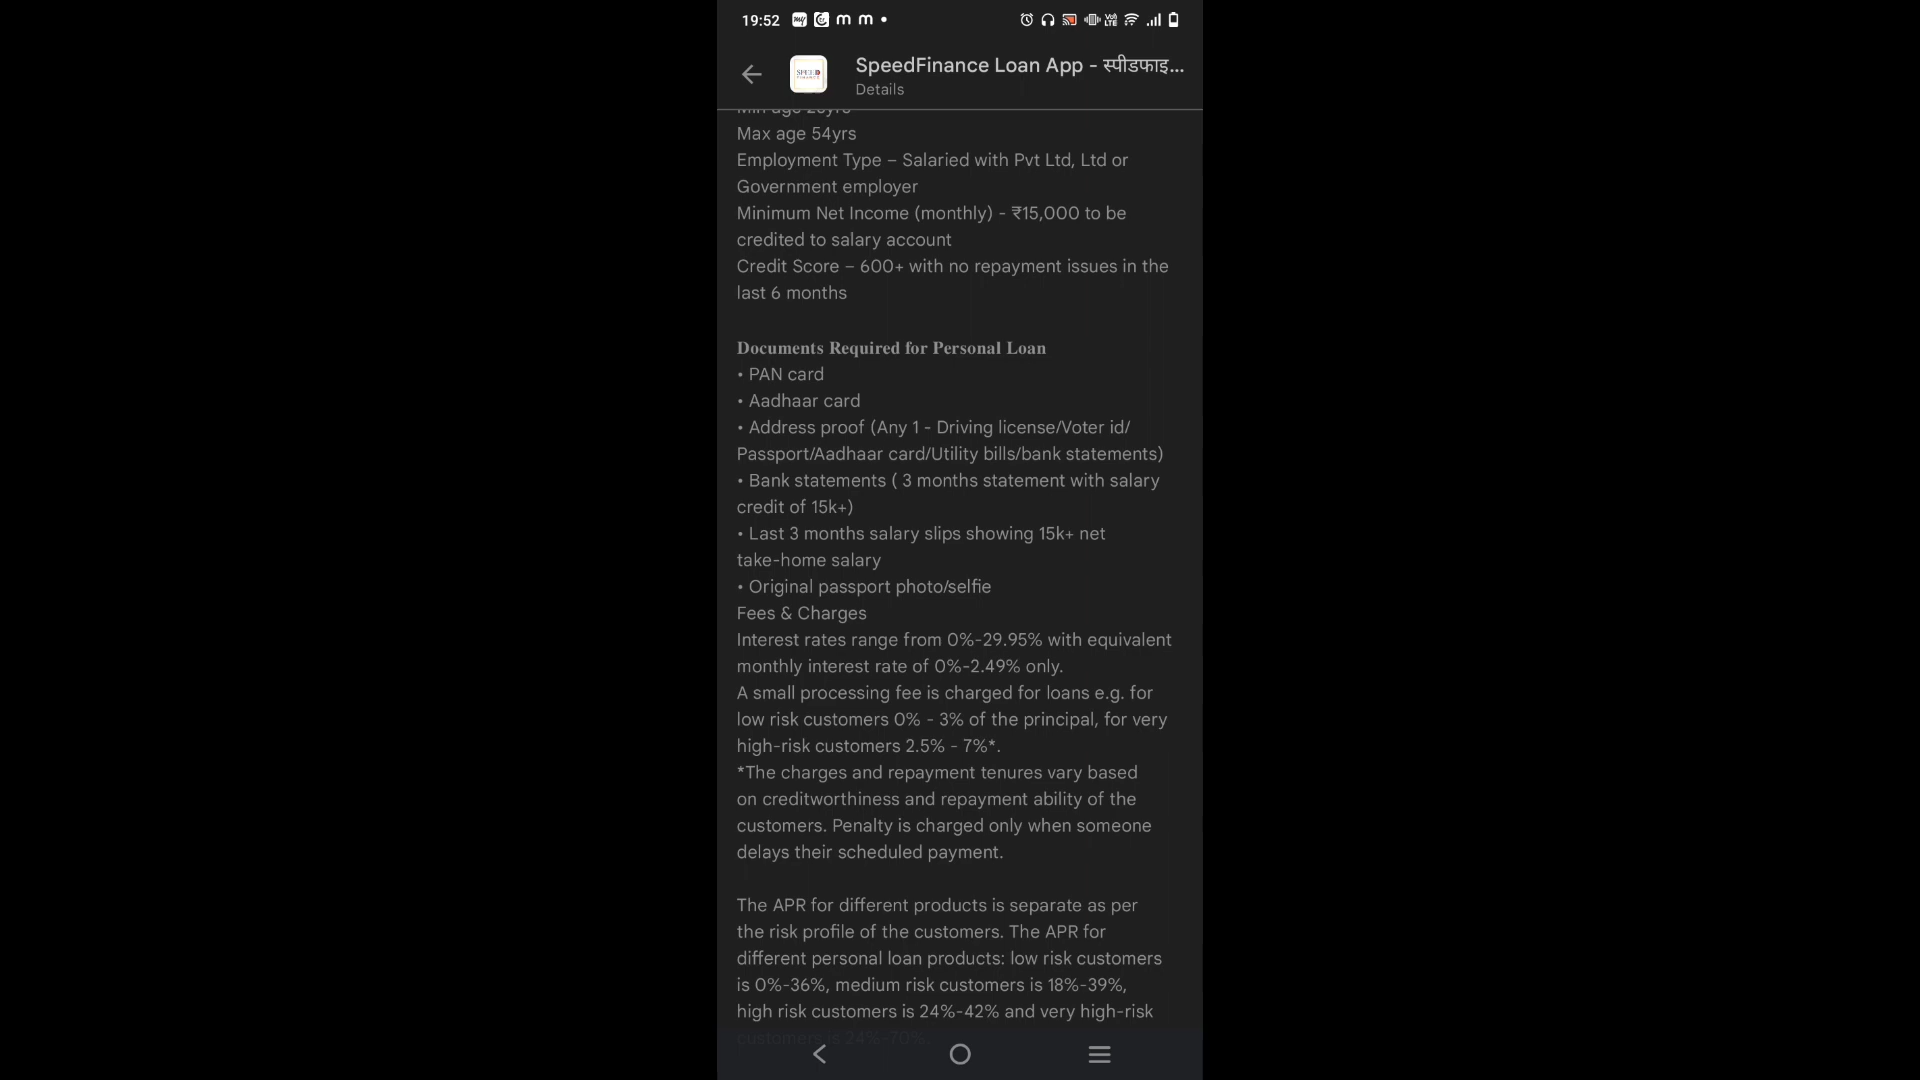 19:52
SpeedFinance Loan App - स्पीडफाइ...
SPEED
Details
Max age 54yrs
Employment Type – Salaried with Pvt Ltd, Ltd or
Government employer
Minimum Net Income (monthly) - ₹15,000 to be
credited to salary account
Credit Score – 600+ with no repayment issues in the
last 6 months
Documents Required for Personal Loan
• PAN card
• Aadhaar card
• Address proof (Any 1 - Driving license/Voter id/
Passport/Aadhaar card/Utility bills/bank statements)
• Bank statements ( 3 months statement with salary
credit of 15k+)
• Last 3 months salary slips showing 15k+ net
take-home salary
• Original passport photo/selfie
Fees & Charges
Interest rates range from 0%-29.95% with equivalent
monthly interest rate of 0%-2.49% only.
A small processing fee is charged for loans e.g. for
low risk customers 0% - 3% of the principal, for very
high-risk customers 2.5% - 7%*.
*The charges and repayment tenures vary based
on creditworthiness and repayment ability of the
customers. Penalty is charged only when someone
delays their scheduled payment.
The APR for different products is separate as per
the risk profile of the customers. The APR for
different personal loan products: low risk customers
is 0%-36%, medium risk customers is 18%-39%,
high risk customers is 24%-42% and very high-risk
customers is 24%-70%.